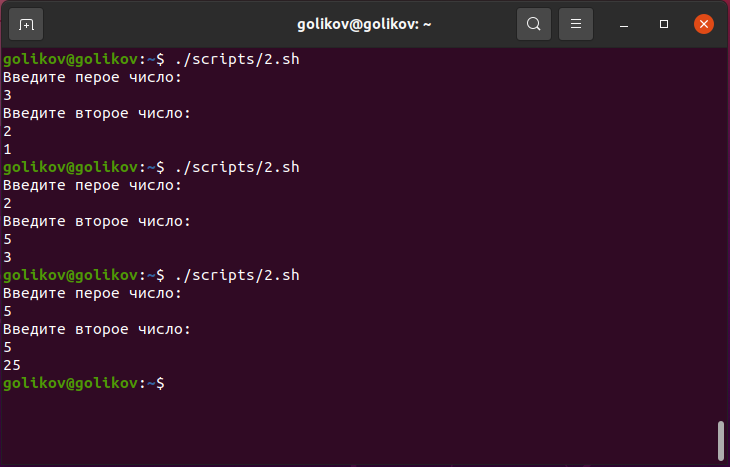 golikov@golikov: ~
golikov@golikov:~$ ./scripts/2.sh
Введите перое число:
3
Введите второе число:
2
1
golikov@golikov:~$ ./scripts/2.sh
Введите перое число:
2
Введите второе число:
5
3
golikov@golikov:~$ ./scripts/2.sh
Введите перое число:
5
Введите второе число:
5
25
golikov@golikov:~$